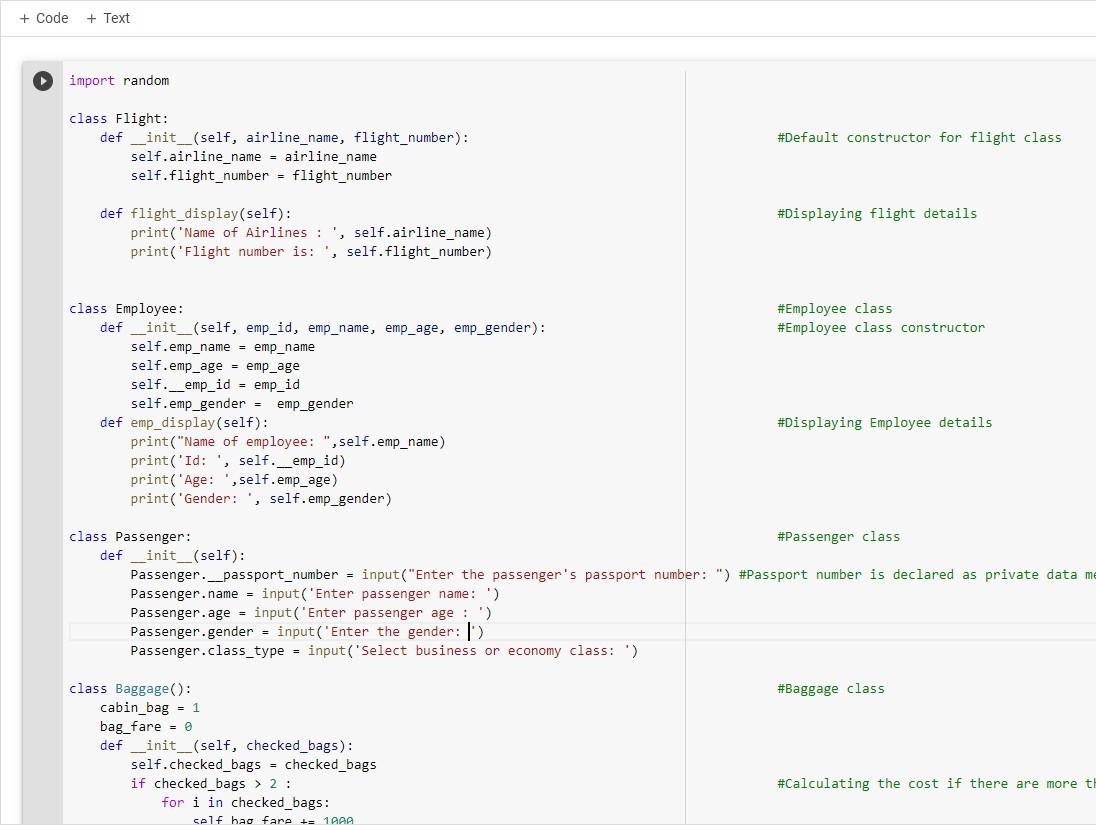 + Code + Text
import random
class Flight:
def __init__(self, airline_name, flight_number): #Default constructor for flight class
self.airline_name = airline_name
self.flight_number = flight_number
def flight_display(self): #Displaying flight details
print('Name of Airlines : ', self.airline_name)
print('Flight number is: ', self.flight_number)
class Employee: #Employee class
def __init__(self, emp_id, emp_name, emp_age, emp_gender): #Employee class constructor
self.emp_name = emp_name
self.emp_age = emp_age
self.__emp_id = emp_id
self.emp_gender =  emp_gender
def emp_display(self): #Displaying Employee details
print("Name of employee: ",self.emp_name)
print('Id: ', self.__emp_id)
print('Age: ',self.emp_age)
print('Gender: ', self.emp_gender)
class Passenger: #Passenger class
def __init__(self):
Passenger.__passport_number = input("Enter the passenger's passport number: ") #Passport number is declared as private data me
Passenger.name = input('Enter passenger name: ')
Passenger.age = input('Enter passenger age : ')
Passenger.gender = input('Enter the gender: ')
Passenger.class_type = input('Select business or economy class: ')
class Baggage(): #Baggage class
cabin_bag = 1
bag_fare = 0
def __init__(self, checked_bags):
self.checked_bags = checked_bags
if checked_bags > 2 : #Calculating the cost if there are more th
for i in checked_bags:
self.bag_fare += 1000